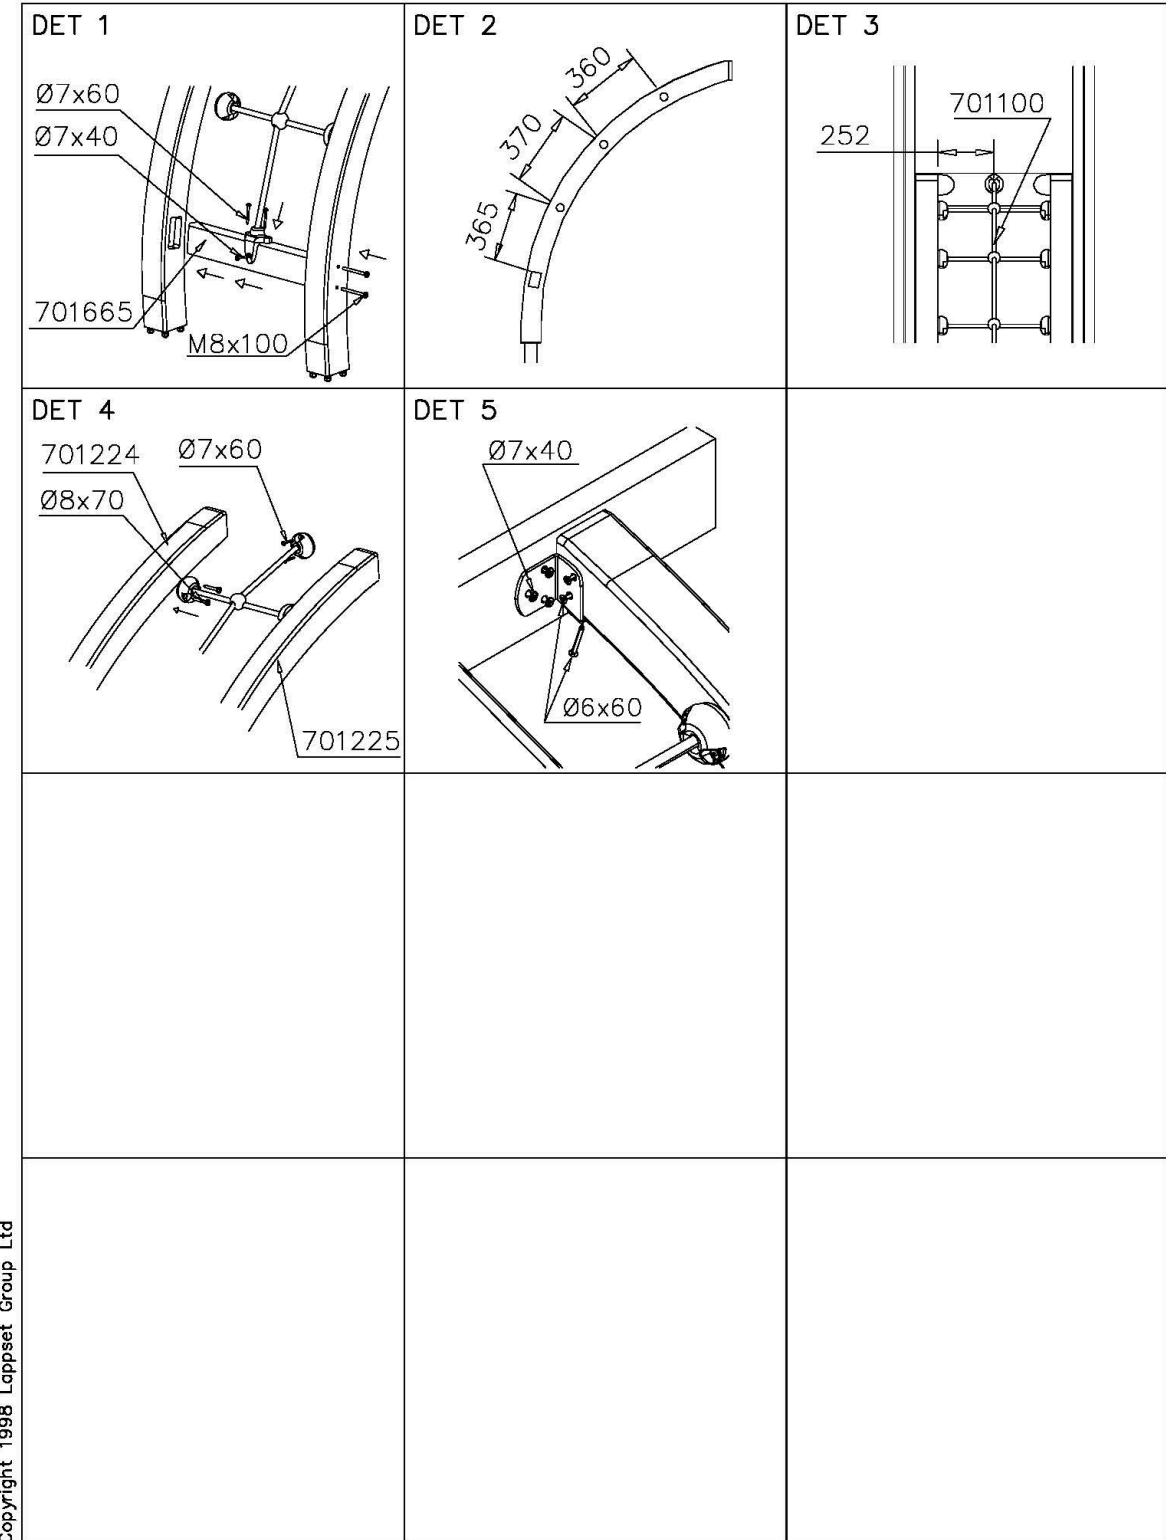 DET 1
Ø7x60
Ø7x40
701665
M8x100
DET 2
360
370
365
DET 3
701100
252
DET 4
701224
Ø7x60
Ø8x70
701225
DET 5
Ø7x40
Ø6x60
Copyright 1998 Lappset Group Ltd